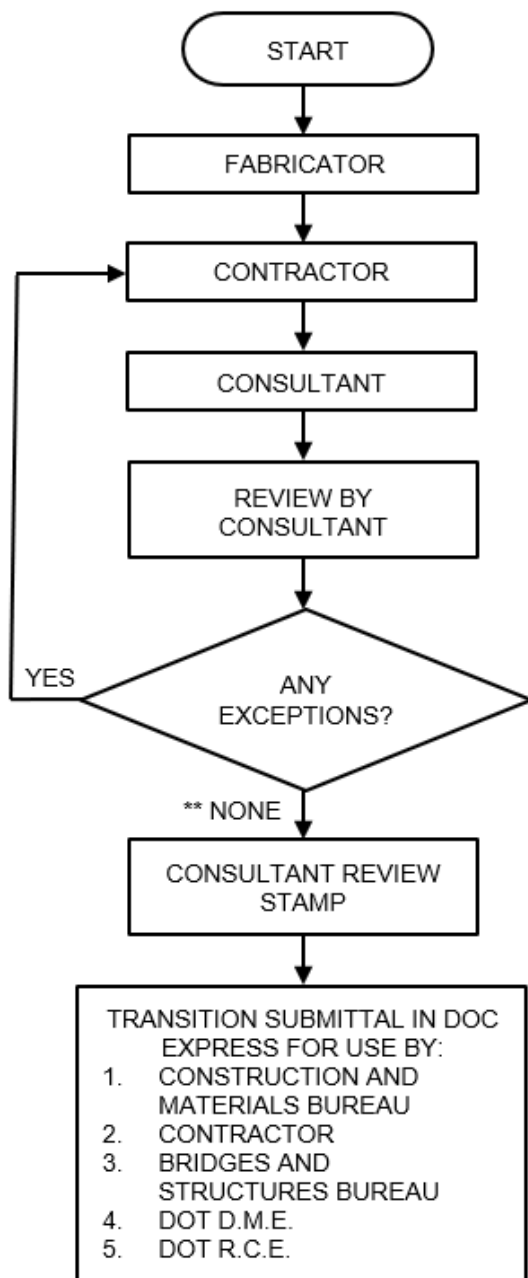 START
FABRICATOR
CONTRACTOR
CONSULTANT
REVIEW BY
CONSULTANT
ANY
EXCEPTIONS?
YES
** NONE
CONSULTANT REVIEW
STAMP
TRANSITION SUBMITTAL IN DOC
EXPRESS FOR USE BY:
1. CONSTRUCTION AND
MATERIALS BUREAU
2. CONTRACTOR
3. BRIDGES AND
STRUCTURES BUREAU
4. DOT D.M.E.
5. DOT R.C.E.